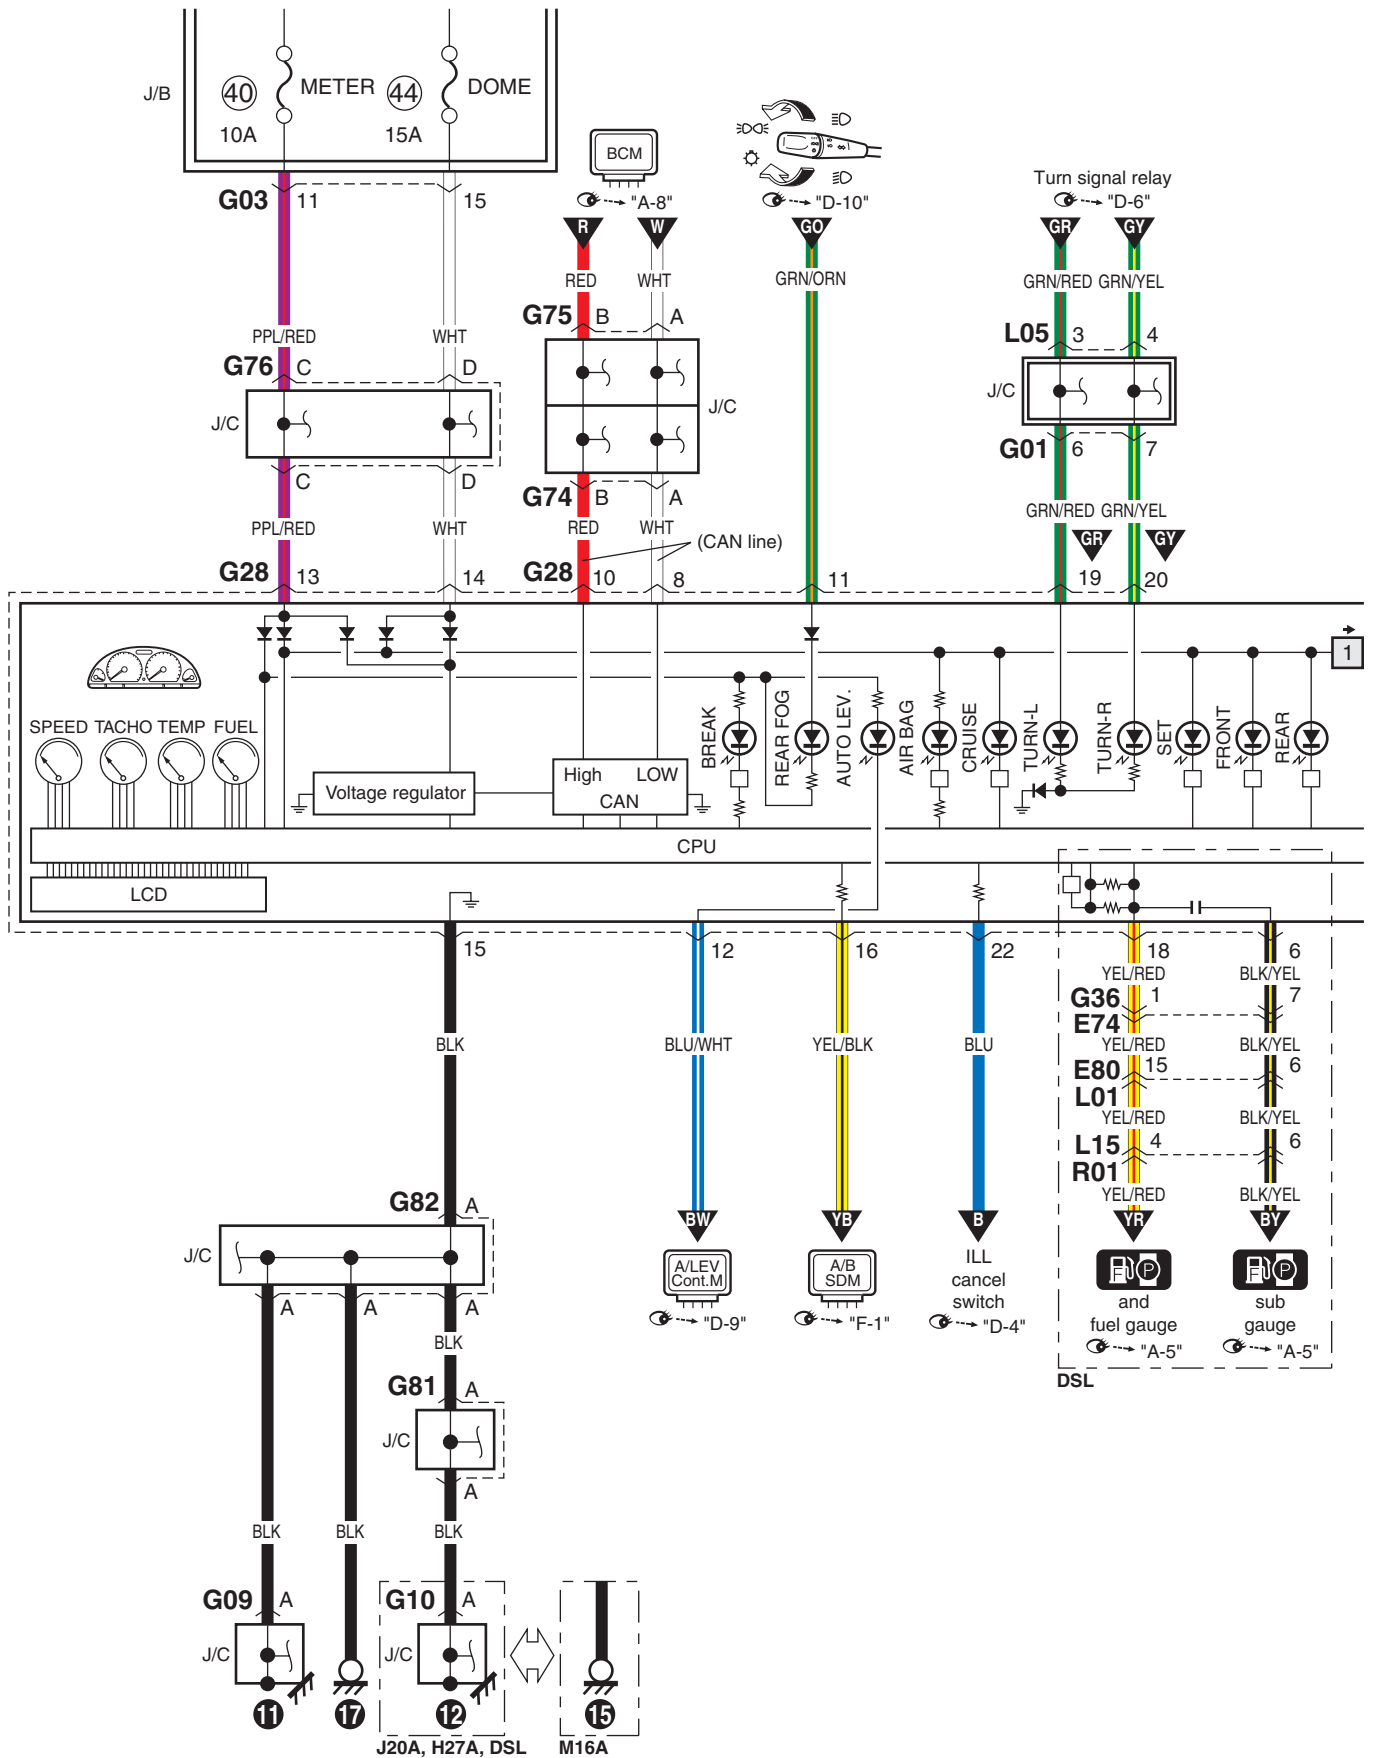 J/B
40
METER
44
DOME
10A
15A
BCM
"A-8"
"D-10"
Turn signal relay
"D-6"
G03
11
15
R
W
GO
GR
GY
RED
WHT
GRN/ORN
GRN/RED
GRN/YEL
G75
B
A
L05
3
4
PPL/RED
WHT
G76
C
D
J/C
J/C
J/C
C
D
G74
B
A
G01
6
7
PPL/RED
WHT
RED
WHT
GRN/RED
GRN/YEL
(CAN line)
GR
GY
G28
13
14
G28
10
8
11
19
20
1
SPEED
TACHO
TEMP
FUEL
BREAK
REAR FOG
AUTO LEV.
AIR BAG
CRUISE
TURN-L
TURN-R
SET
FRONT
REAR
Voltage regulator
High
LOW
CAN
CPU
LCD
15
12
16
22
18
6
YEL/RED
BLK/YEL
G36
1
7
E74
BLK
BLU/WHT
YEL/BLK
BLU
YEL/RED
BLK/YEL
E80
15
6
L01
YEL/RED
BLK/YEL
L15
4
6
R01
YEL/RED
BLK/YEL
G82
A
BW
YB
B
YR
BY
J/C
A/LEV
Cont.M
A/B
SDM
ILL
cancel
switch
F
P
F
P
and
fuel gauge
sub
gauge
"D-9"
"F-1"
"D-4"
"A-5"
"A-5"
DSL
A
A
A
BLK
G81
A
J/C
A
BLK
BLK
BLK
G09
A
G10
A
J/C
J/C
11
17
12
15
J20A, H27A, DSL
M16A